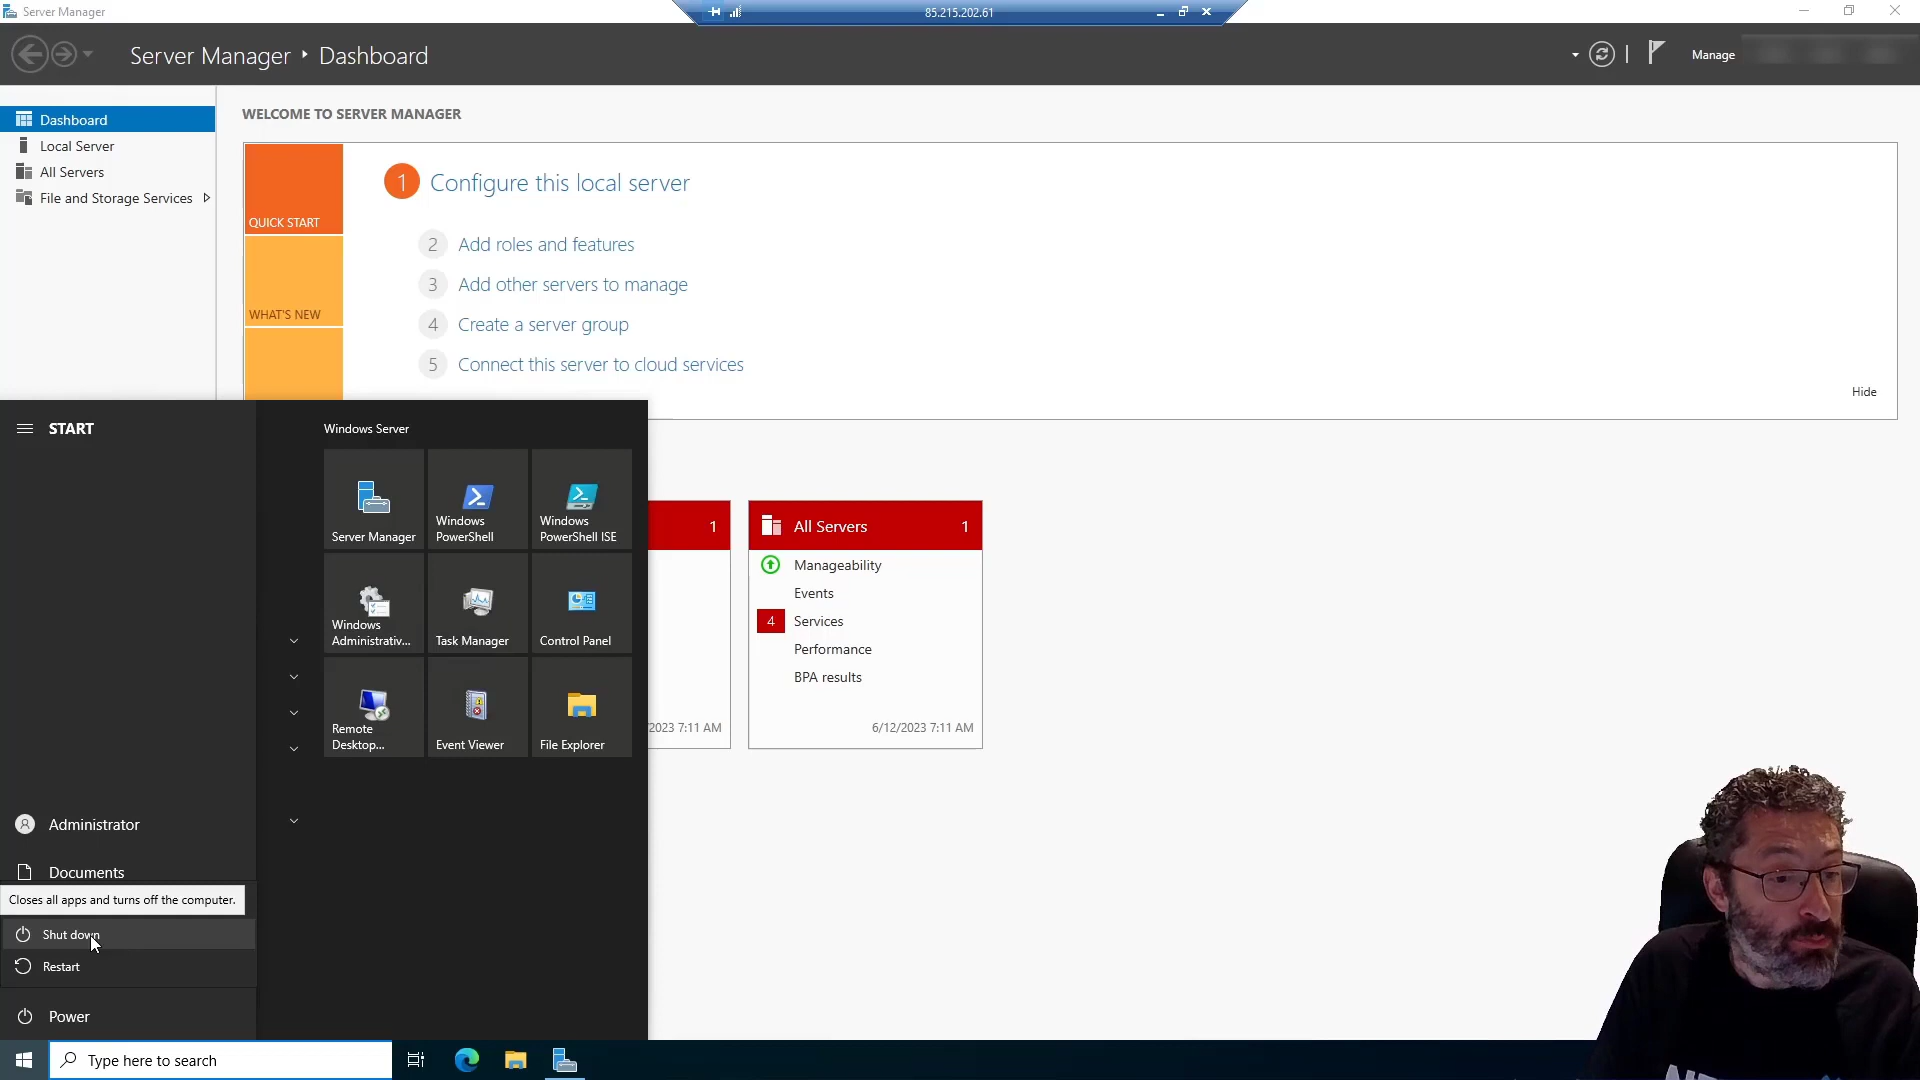 Server Manager
85.215.202.61
Server Manager
Dashboard
Manage
Dashboard
Local Server
All Servers
File and Storage Services
WELCOME TO SERVER MANAGER
QUICK START
WHAT'S NEW
1 Configure this local server
2 Add roles and features
3 Add other servers to manage
4 Create a server group
5 Connect this server to cloud services
Hide
START
Windows Server
Server Manager
Windows
PowerShell
Windows
PowerShell ISE
Windows
Administrativ...
Task Manager
Control Panel
Remote
Desktop...
Event Viewer
File Explorer
1
2023 7:11 AM
All Servers 1
Manageability
Events
4 Services
Performance
BPA results
6/12/2023 7:11 AM
Administrator
Documents
Closes all apps and turns off the computer.
Shut down
Restart
Power
Type here to search